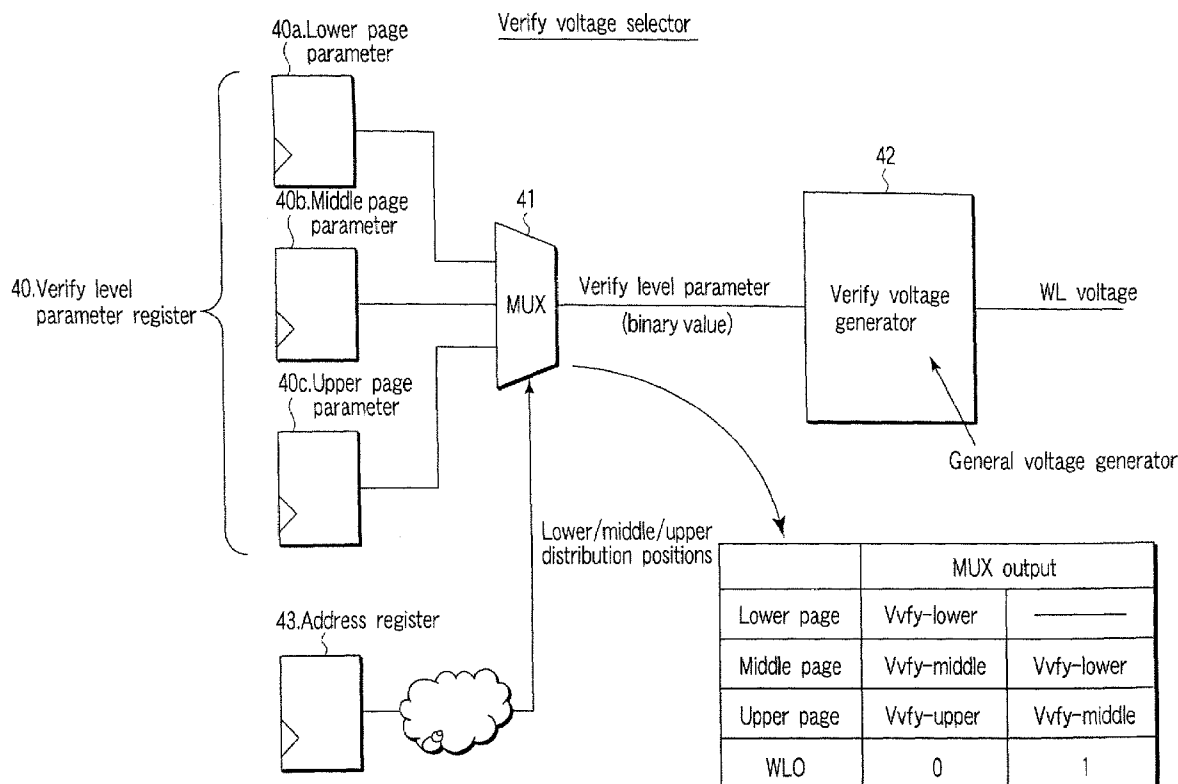 Verify voltage selector
40a.Lower page
parameter
40b.Middle page
parameter
40.Verify level
parameter register
40c.Upper page
parameter
41
MUX
Verify level parameter
(binary value)
42
Verify voltage
generator
WL voltage
General voltage generator
Lower/middle/upper
distribution positions
43.Address register
MUX output
Lower page Vvfy-lower
Middle page Vvfy-middle Vvfy-lower
Upper page Vvfy-upper Vvfy-middle
WLO 0 1